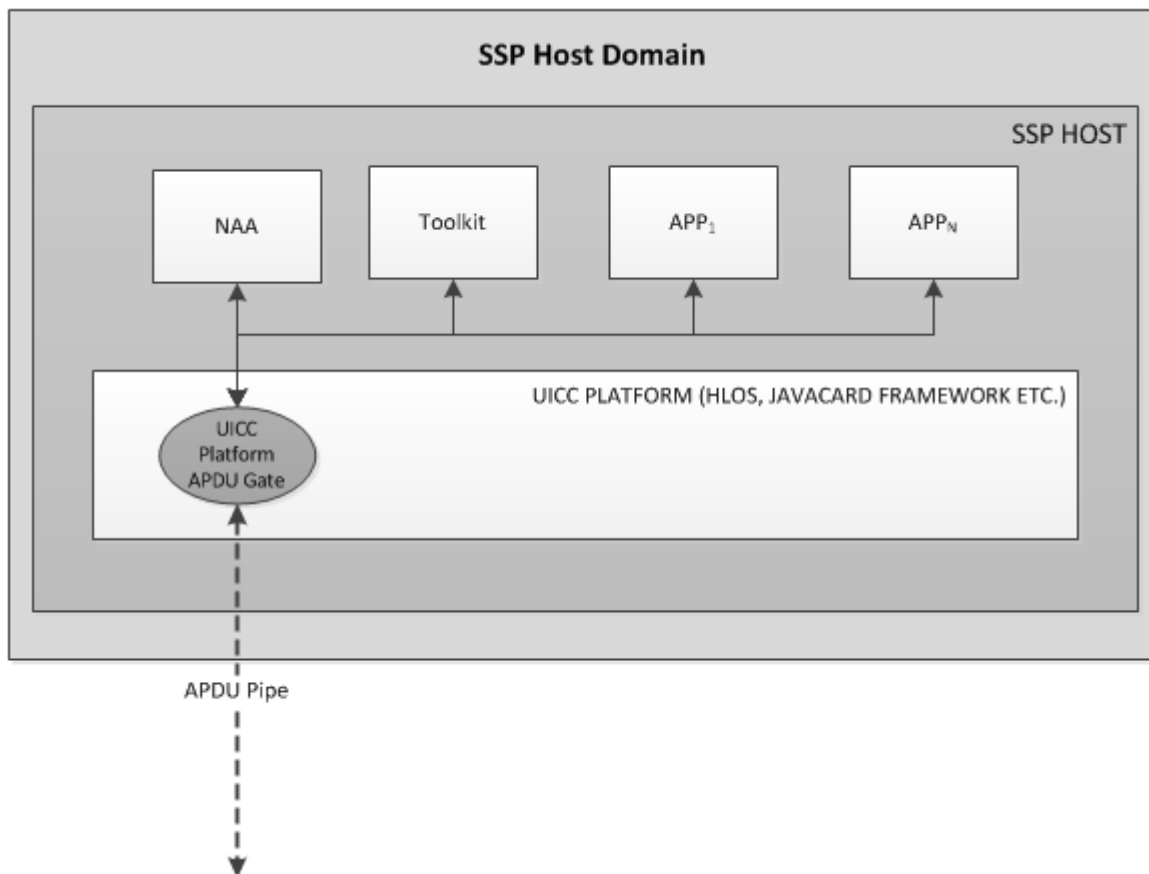 SSP Host Domain
SSP HOST
NAA
Toolkit
APP₁
APPN
UICC PLATFORM (HLOS, JAVACARD FRAMEWORK ETC.)
UICC
Platform
APDU Gate
APDU Pipe